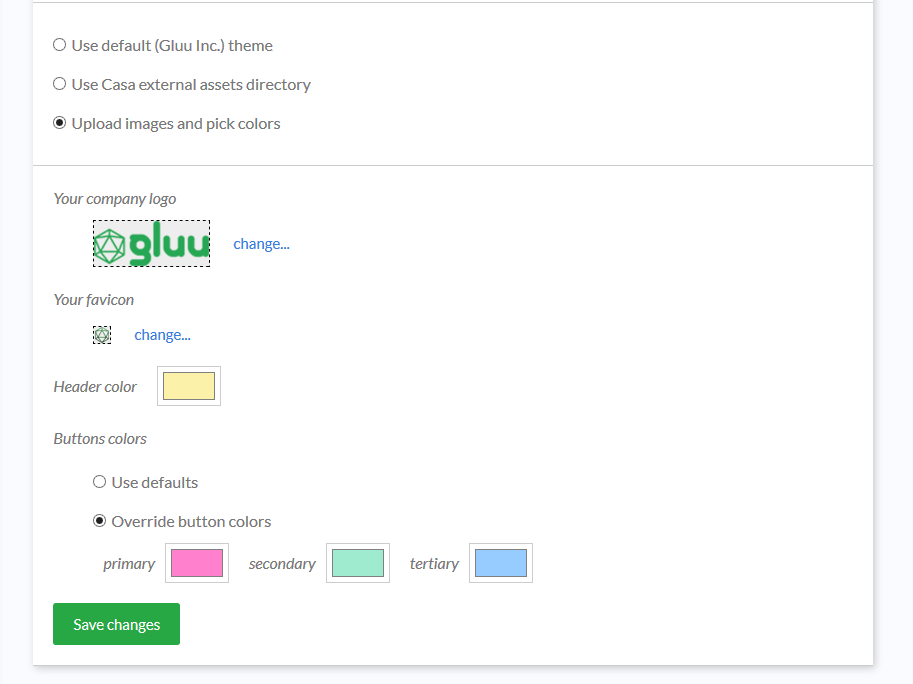 Use default (Gluu Inc.) theme
Use Casa external assets directory
Upload images and pick colors
Your company logo
gluu change...
Your favicon
change...
Header color
Buttons colors
Use defaults
Override button colors
primary secondary tertiary
Save changes